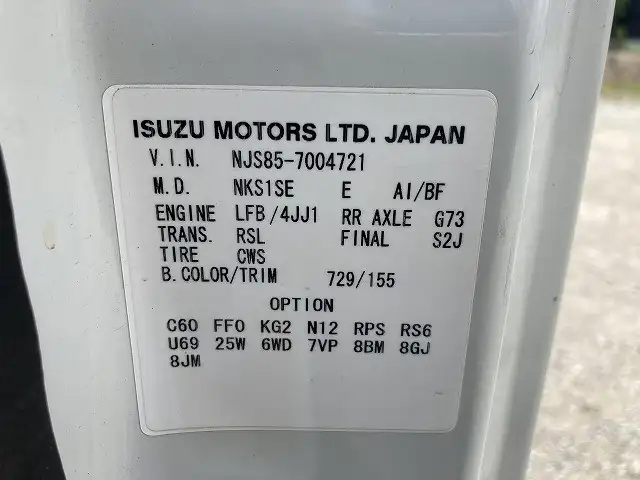 ISUZU MOTORS LTD. JAPAN
V.I.N. NJS85-7004721
M.D. NKS1SE E AI/BF
ENGINE LFB/4JJ1 RR AXLE G73
TRANS. RSL FINAL S2J
TIRE CWS
B.COLOR/TRIM 729/155
OPTION
C60 FF0 KG2 N12 RPS RS6
U69 25W 6WD 7VP 8BM 8GJ
8JM